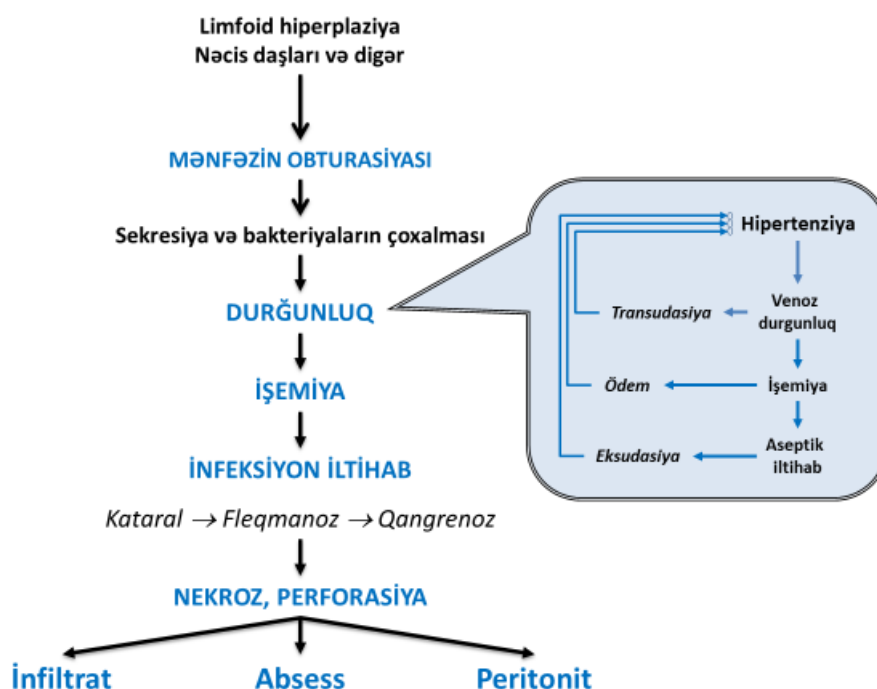 Limfoid hiperplaziya
Nəcis daşları və digər
MƏNFƏZİN OBTURASİYASI
Sekresiya və bakteriyaların çoxalması
DURĞUNLUQ
İŞEMİYA
İNFEKSİYON İLTİHAB
Kataral → Fleqmanoz → Qangrenoz
NEKROZ, PERFORASİYA
İnfiltrat Absess Peritonit
Hipertenziya
Transudasiya
Venoz
durgunluq
Ödem
İşemiya
Eksudasiya
Aseptik
iltihab